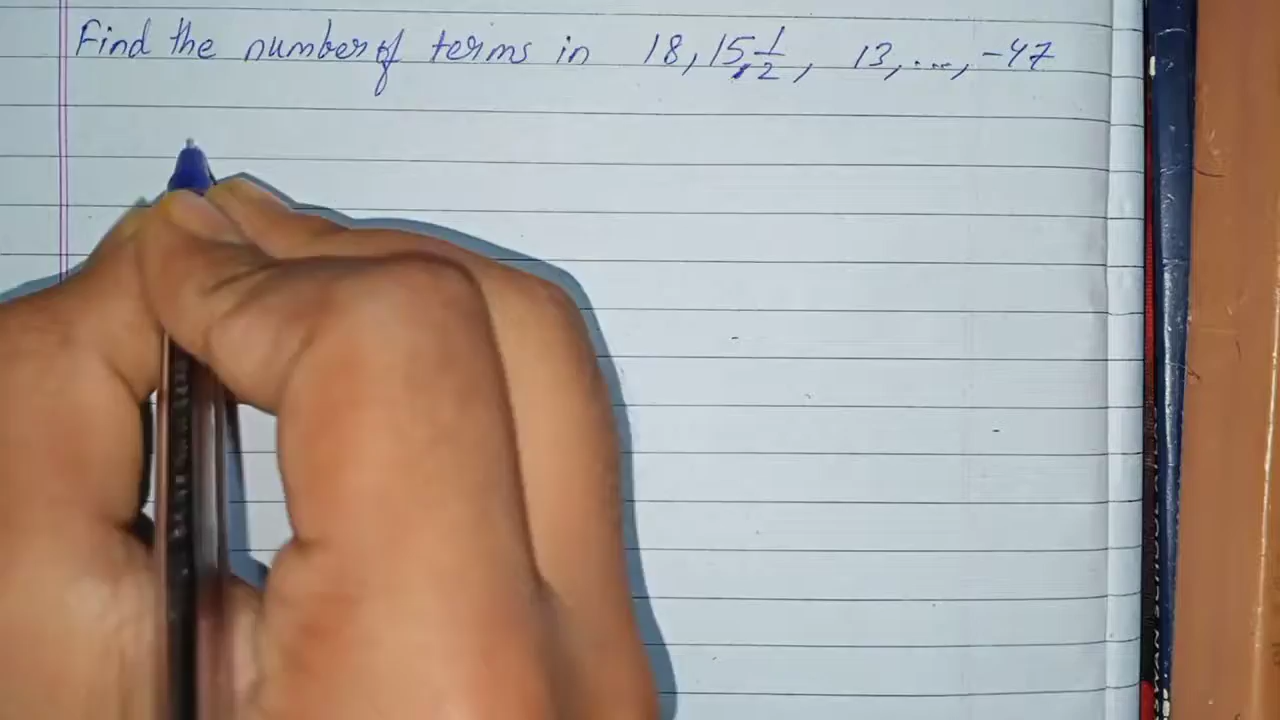 Find the number of terms in 18, 15 1/2, 13, ..., -47